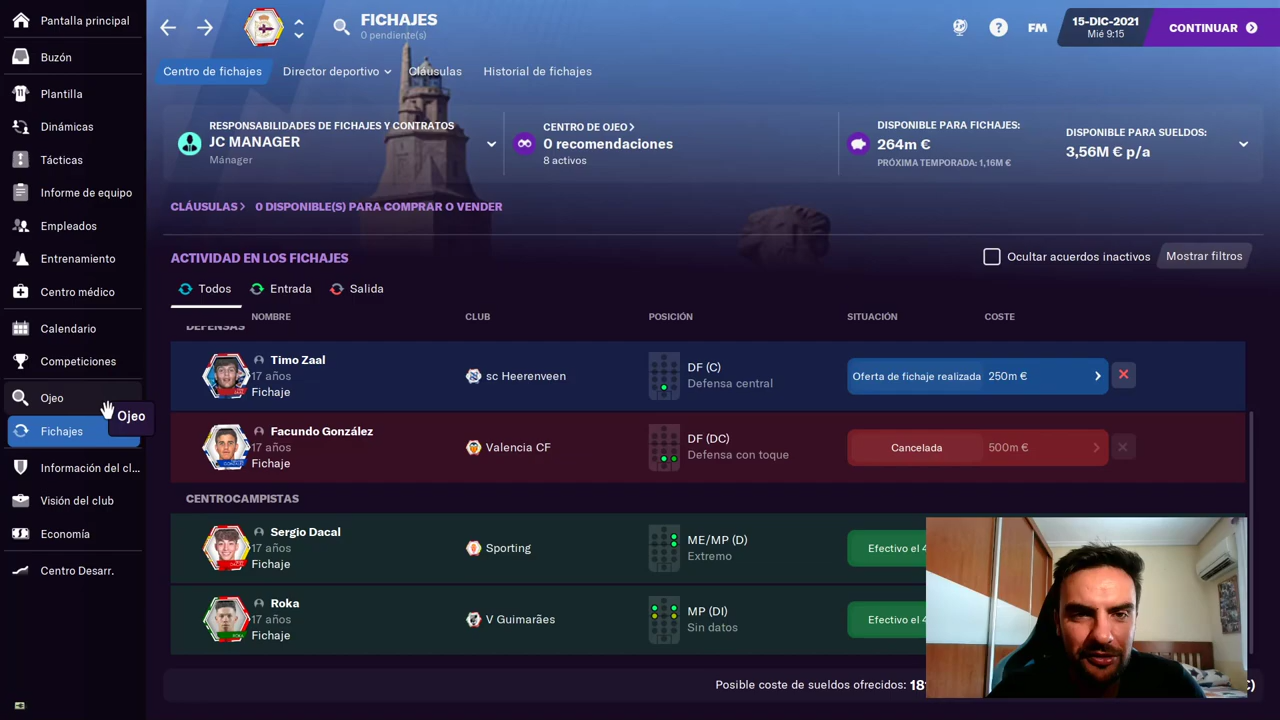 Pantalla principal
Buzón
Plantilla
Dinámicas
Tácticas
Informe de equipo
Empleados
Entrenamiento
Centro médico
Calendario
Competiciones
Ojeo
Ojeo
Fichajes
Información del cl...
Visión del club
Economía
Centro Desarr.
FICHAJES
0 pendiente(s)
FM
15-DIC-2021
Mié 9:15
CONTINUAR
Centro de fichajes
Director deportivo
Cláusulas
Historial de fichajes
RESPONSABILIDADES DE FICHAJES Y CONTRATOS
JC MANAGER
Mánager
CENTRO DE OJEO
0 recomendaciones
8 activos
DISPONIBLE PARA FICHAJES:
264m €
PRÓXIMA TEMPORADA: 1,16M €
DISPONIBLE PARA SUELDOS:
3,56M € p/a
CLÁUSULAS > 0 DISPONIBLE(S) PARA COMPRAR O VENDER
ACTIVIDAD EN LOS FICHAJES
Ocultar acuerdos inactivos
Mostrar filtros
Todos
Entrada
Salida
NOMBRE CLUB POSICIÓN SITUACIÓN COSTE
DEFENSAS
Timo Zaal
17 años
Fichaje
sc Heerenveen
DF (C)
Defensa central
Oferta de fichaje realizada 250m €
Facundo González
17 años
Fichaje
Valencia CF
DF (DC)
Defensa con toque
Cancelada 500m €
CENTROCAMPISTAS
Sergio Dacal
17 años
Fichaje
Sporting
ME/MP (D)
Extremo
Efectivo el 4
Roka
17 años
Fichaje
V Guimarães
MP (DI)
Sin datos
Efectivo el 4
Posible coste de sueldos ofrecidos: